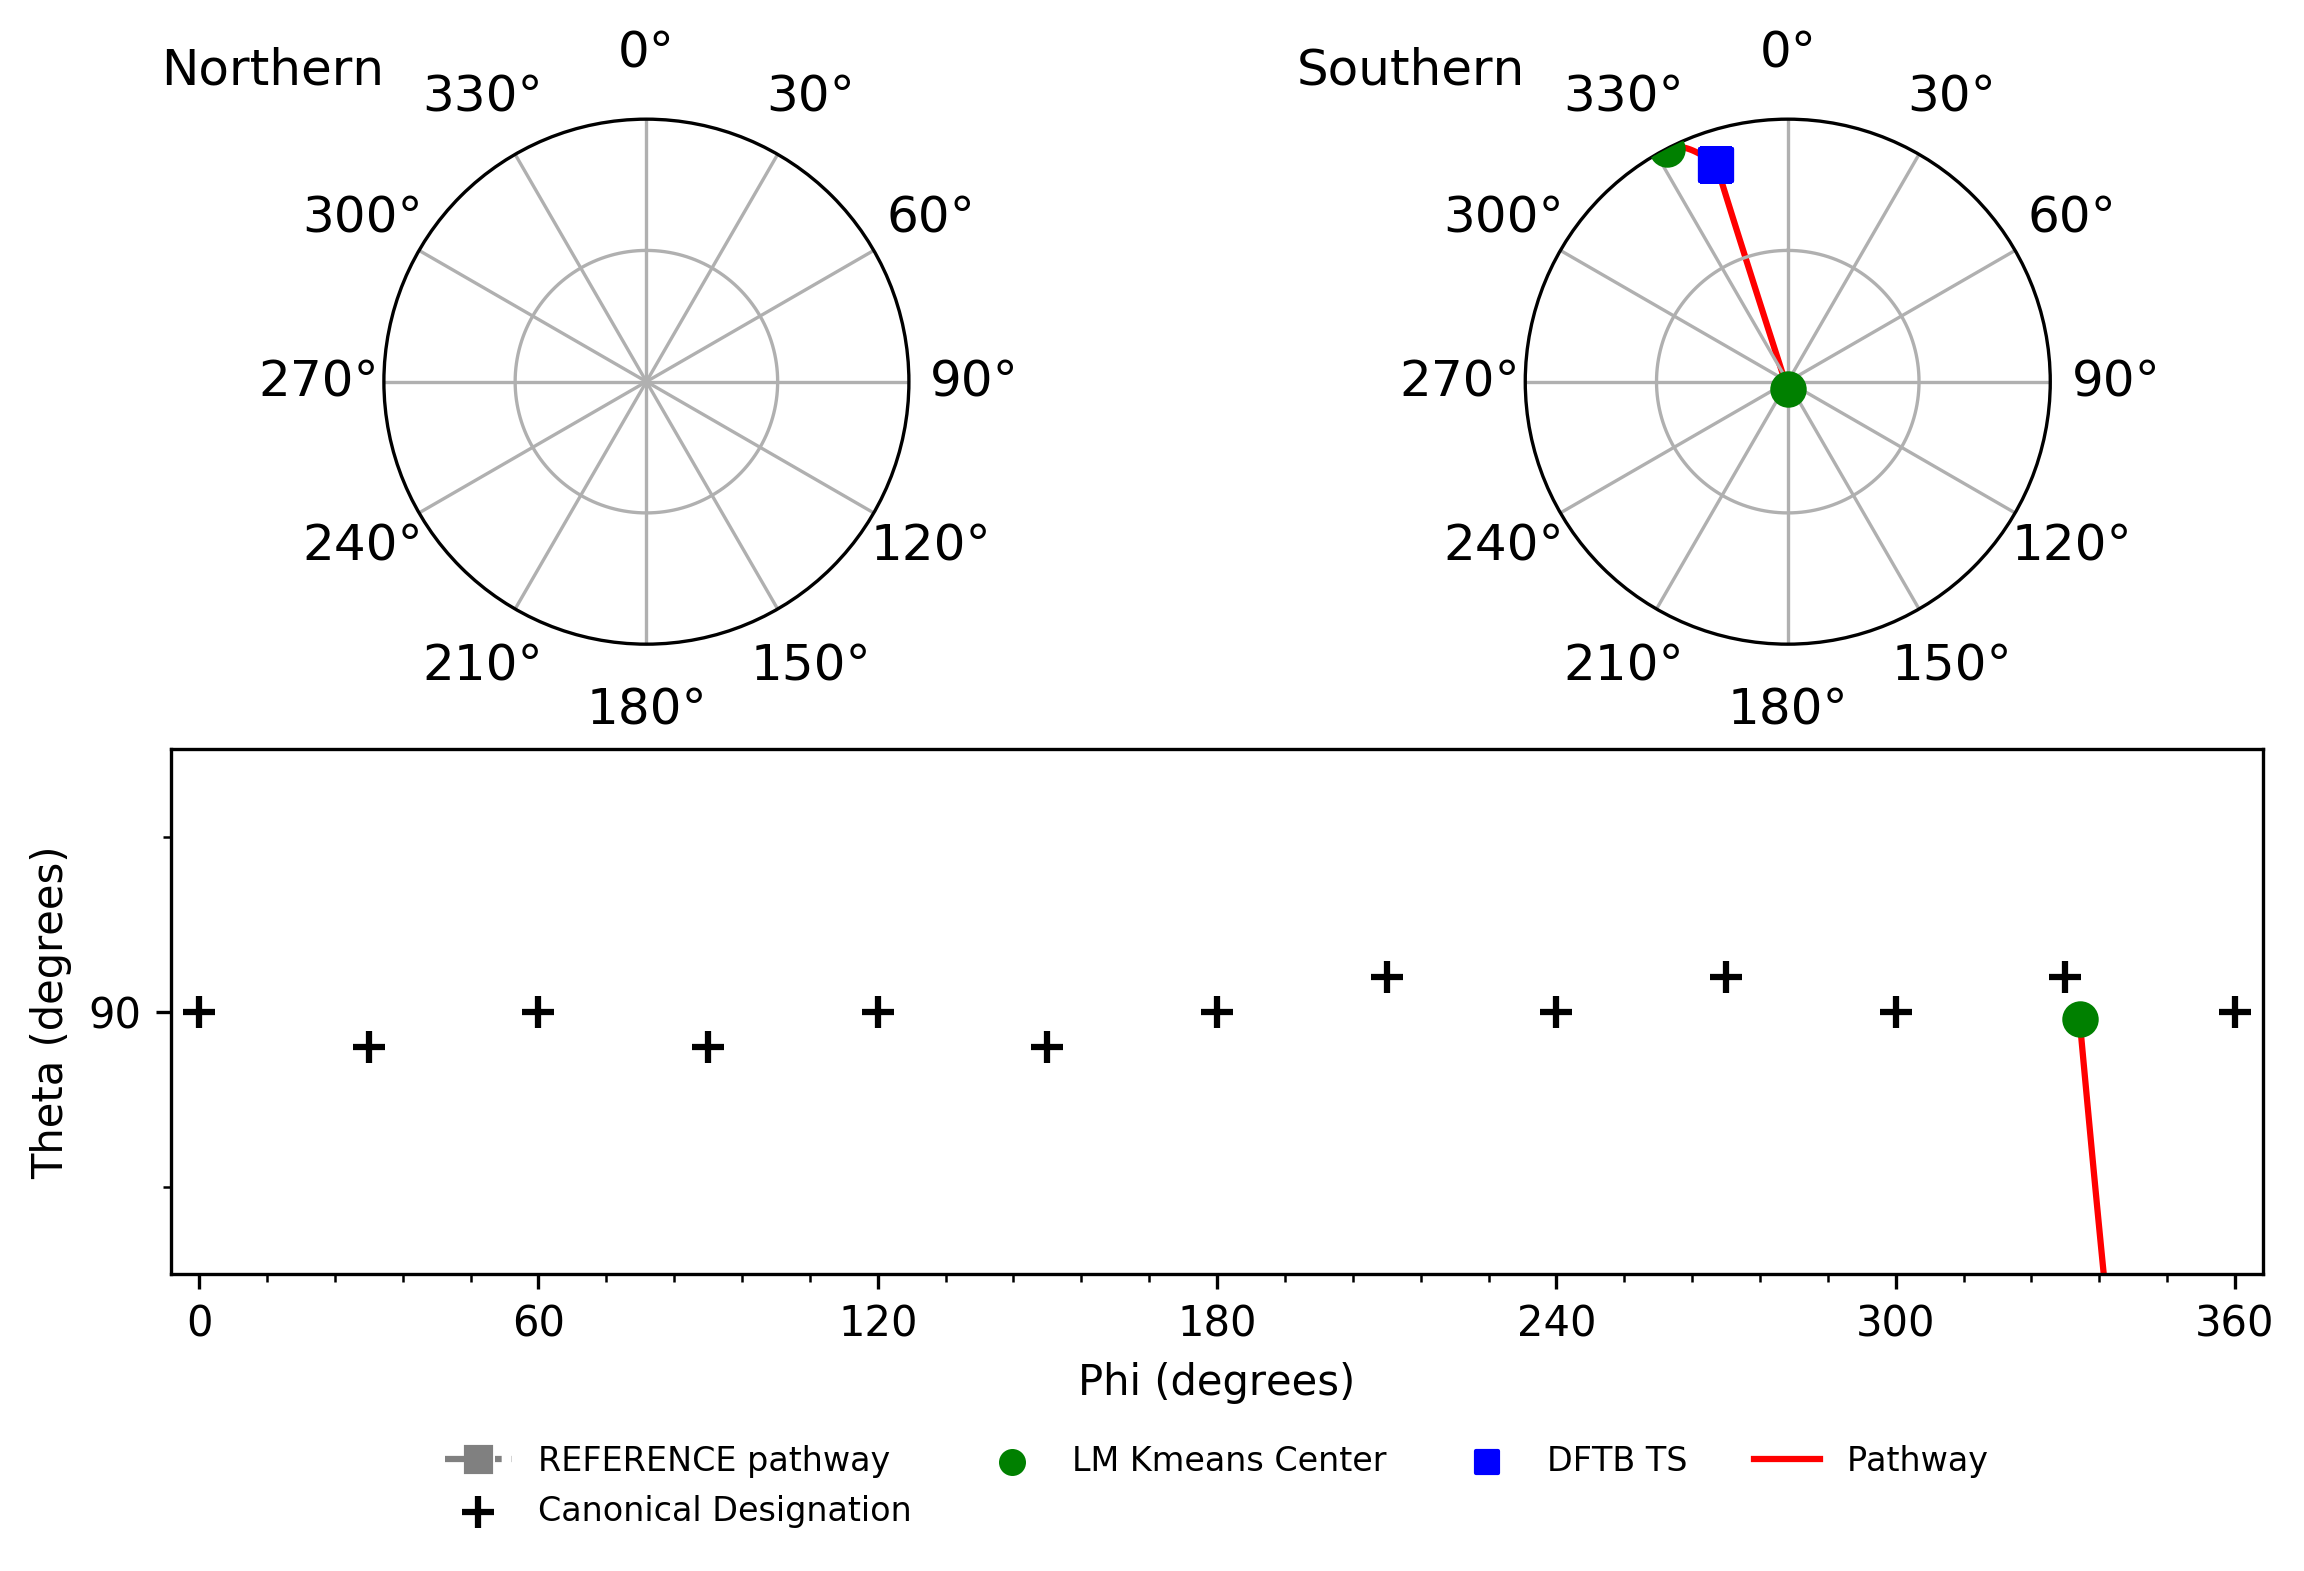 Northern
0°
330°
30°
300°
60°
270°
90°
240°
120°
210°
150°
180°
Southern
0°
330°
30°
300°
60°
270°
90°
240°
120°
210°
150°
180°
Theta (degrees)
90
0 60 120 180 240 300 360
Phi (degrees)
REFERENCE pathway
Canonical Designation
LM Kmeans Center
DFTB TS
Pathway